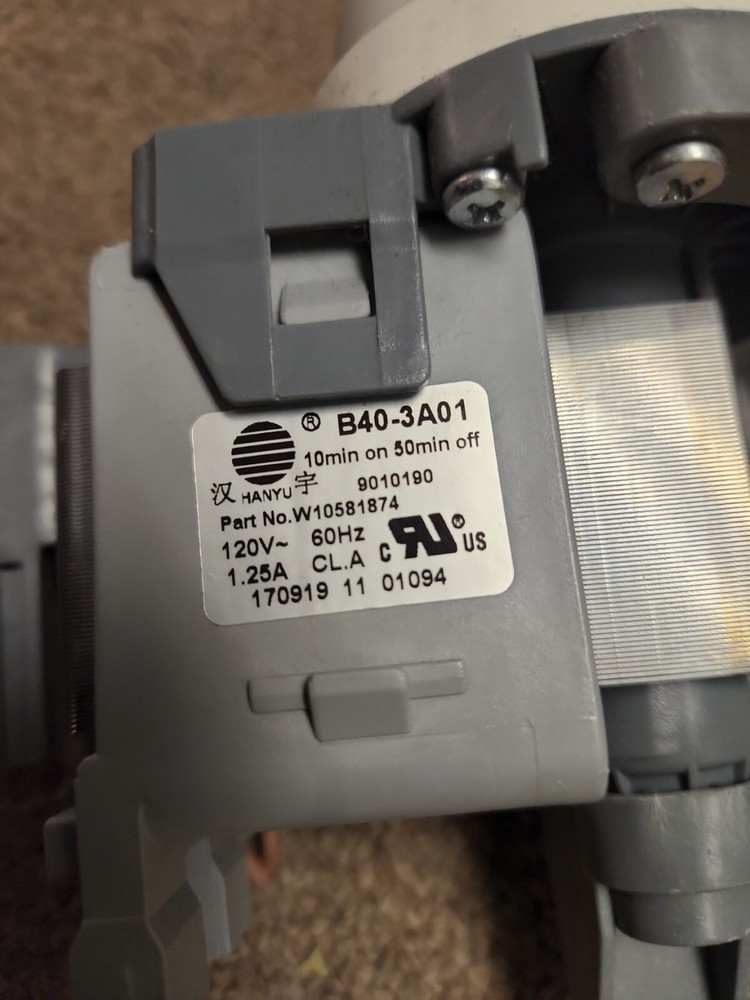 ® B40-3A01
10min on 50min off
汉 HANYU 宇 9010190
Part No.W10581874
120V~ 60Hz c RU® US
1.25A CL.A
170919 11 01094